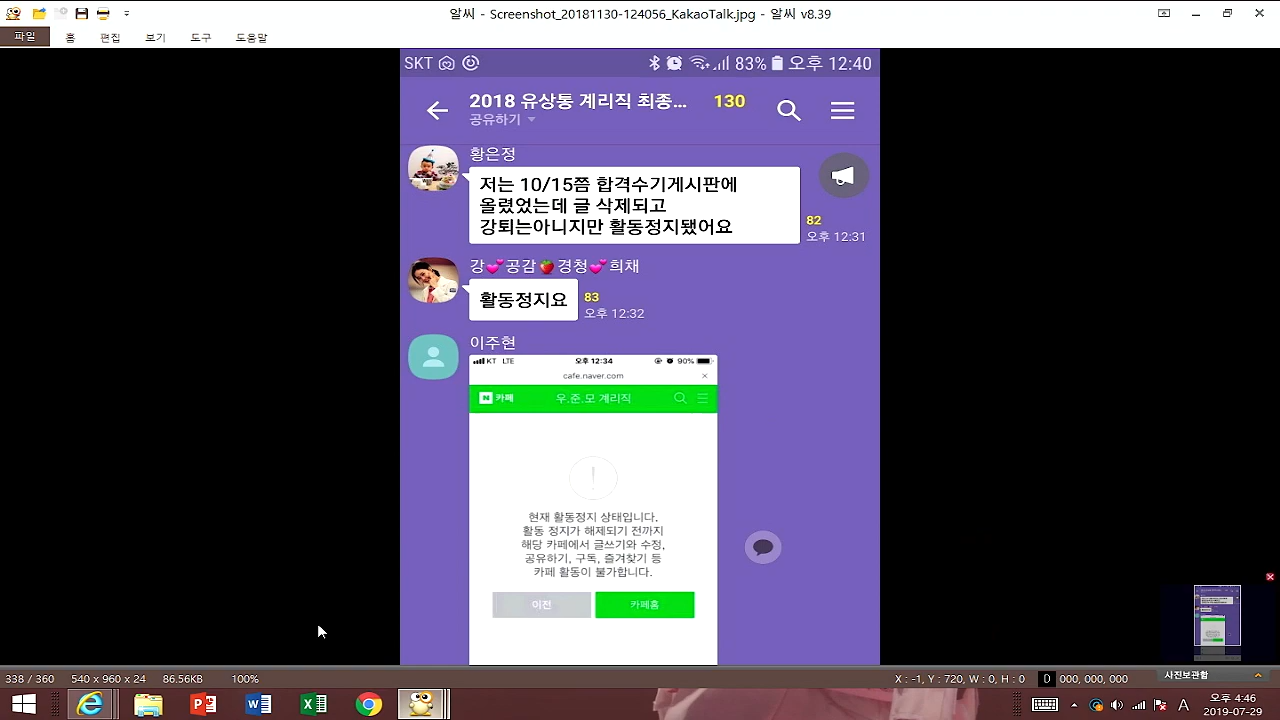 알씨 - Screenshot_20181130-124056_KakaoTalk.jpg - 알씨 v8.39
파일 홈 편집 보기 도구 도움말
SKT 83% 오후 12:40
2018 유상통 계리직 최종... 130
공유하기
황은정
저는 10/15쯤 합격수기게시판에
올렸었는데 글 삭제되고
강퇴는아니지만 활동정지됐어요
82
오후 12:31
강💕공감🍎경청💕희채
활동정지요
83
오후 12:32
이주현
KT LTE 오후 12:34 90%
cafe.naver.com ×
N 카페 우.준.모 계리직
현재 활동정지 상태입니다.
활동 정지가 해제되기 전까지
해당 카페에서 글쓰기와 수정,
공유하기, 구독, 즐겨찾기 등
카페 활동이 불가합니다.
이전 카페홈
338 / 360 540 x 960 x 24 86.56KB 100% X : -1, Y : 720, W : 0, H : 0 D 000, 000, 000 사진보관함
A 오후 4:46
2019-07-29